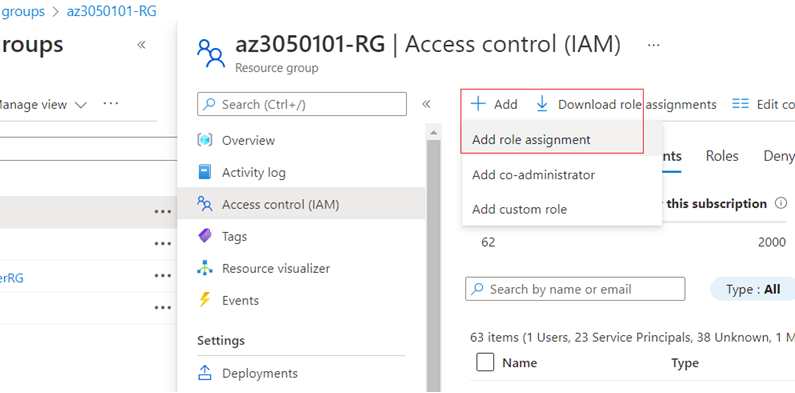 groups > az3050101-RG
roups «
az3050101-RG | Access control (IAM) ...
Resource group
Manage view ...
Search (Ctrl+/) «
Add Download role assignments Edit co
Overview
Activity log
Access control (IAM)
Tags
Resource visualizer
Events
Settings
Deployments
Add role assignment
Add co-administrator
Add custom role
nts Roles Deny
r this subscription
62 2000
erRG
Search by name or email Type : All
63 items (1 Users, 23 Service Principals, 38 Unknown, 1 M
Name Type